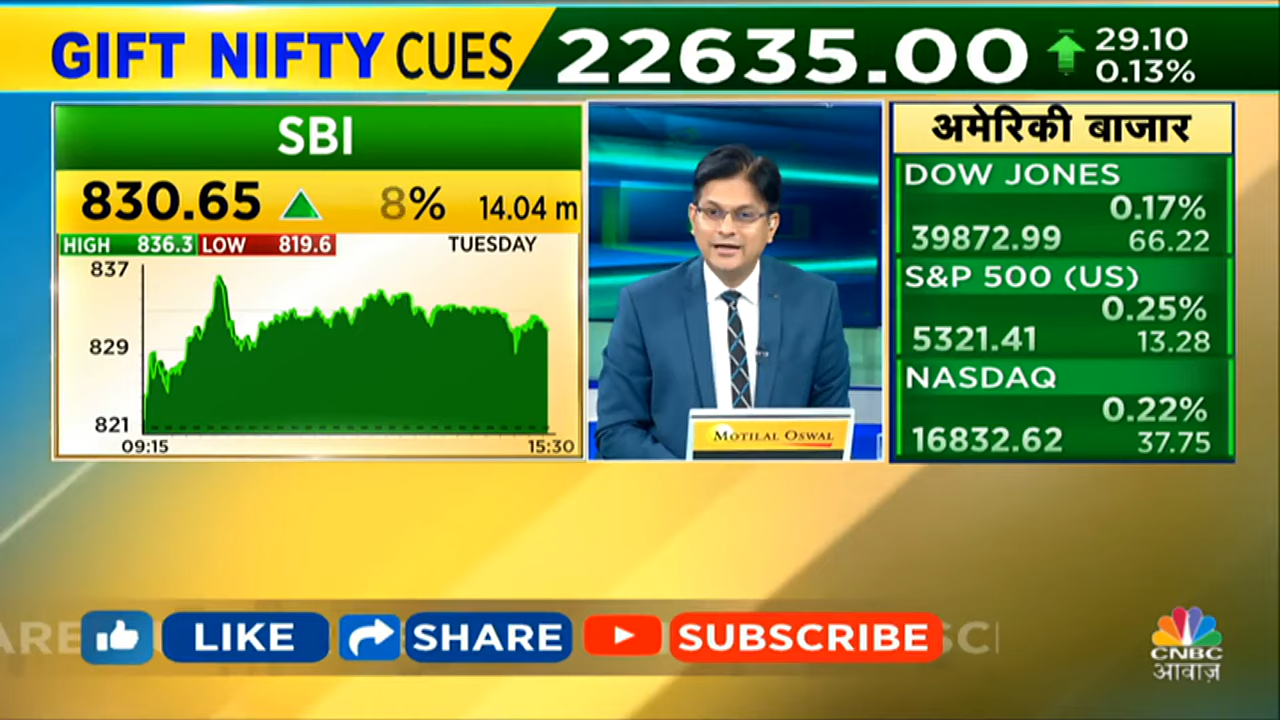 GIFT NIFTY CUES
22635.00
29.10
0.13%
SBI
830.65
8%
14.04 m
HIGH 836.3 LOW 819.6
TUESDAY
837
829
821
09:15
15:30
MOTILAL OSWAL
अमेरिकी बाजार
DOW JONES
0.17%
39872.99
66.22
S&P 500 (US)
0.25%
5321.41
13.28
NASDAQ
0.22%
16832.62
37.75
LIKE
SHARE
SUBSCRIBE
CNBC
आवाज़